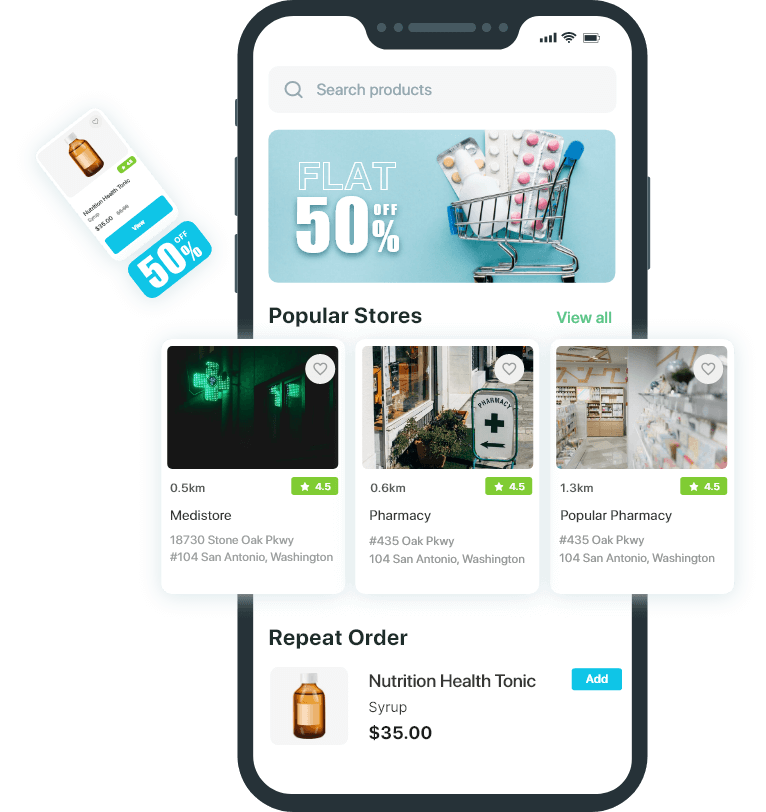 Search products
FLAT
50% OFF
4.4
Nutrition Health Tonic
Syrup
$35.00
View
50% OFF
Popular Stores
View all
PHARMACY
0.5km
4.5
Medistore
18730 Stone Oak Pkwy
#104 San Antonio, Washington
0.6km
4.5
Pharmacy
#435 Oak Pkwy
104 San Antonio, Washington
1.3km
4.5
Popular Pharmacy
#435 Oak Pkwy
104 San Antonio, Washington
Repeat Order
Nutrition Health Tonic
Add
Syrup
$35.00